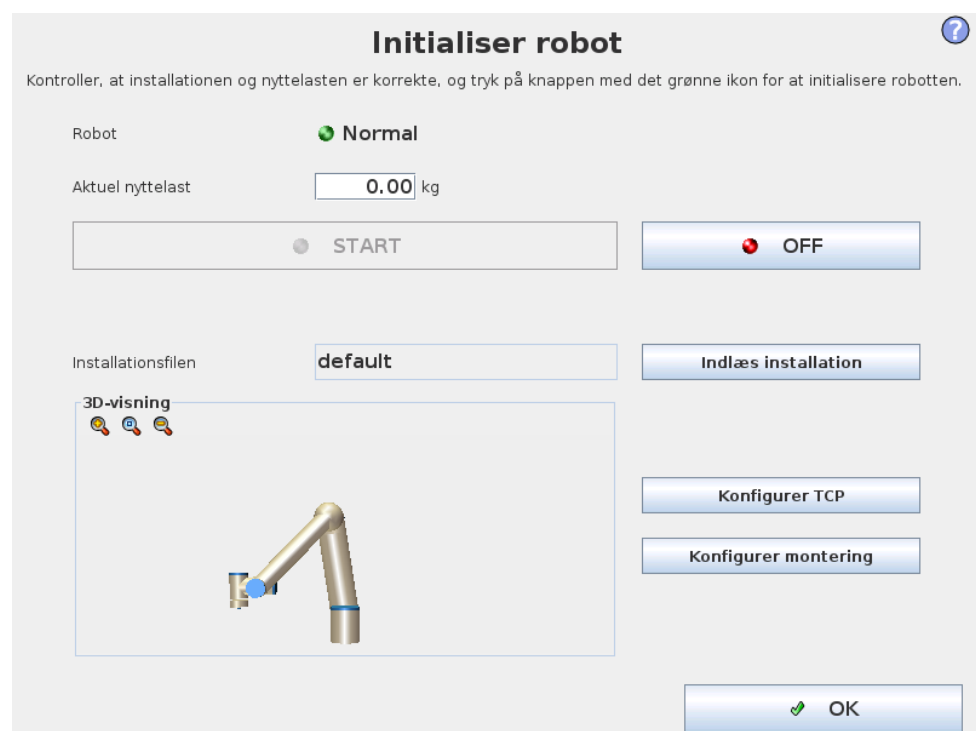 Initialiser robot
?
Kontroller, at installationen og nyttelasten er korrekte, og tryk på knappen med det grønne ikon for at initialisere robotten.
Robot Normal
Aktuel nyttelast 0.00 kg
START OFF
Installationsfilen default Indlæs installation
3D-visning
Konfigurer TCP
Konfigurer montering
OK